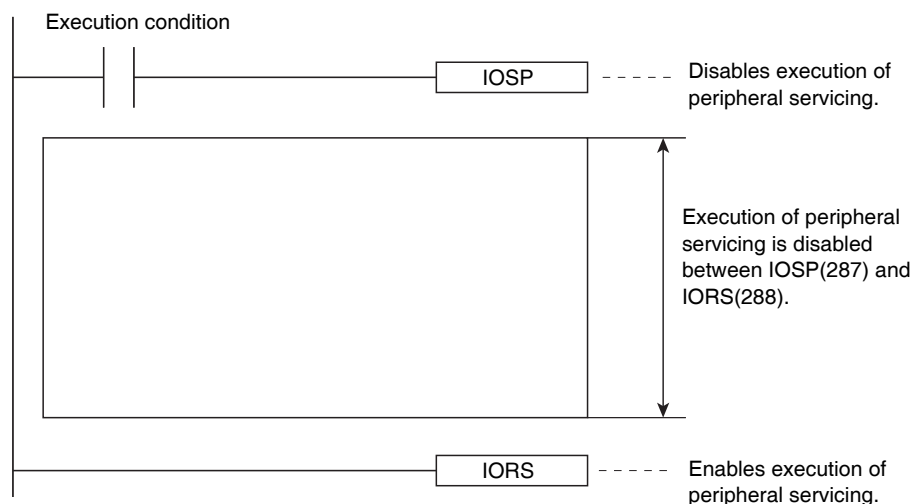 Execution condition
IOSP
Disables execution of
peripheral servicing.
Execution of peripheral
servicing is disabled
between IOSP(287) and
IORS(288).
IORS
Enables execution of
peripheral servicing.